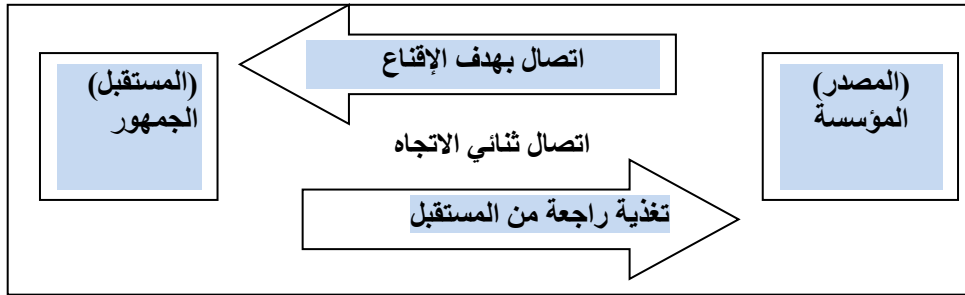 اتصال بهدف الإقناع
(المصدر)
المؤسسة
(المستقبل)
الجمهور
اتصال ثنائي الاتجاه
تغذية راجعة من المستقبل